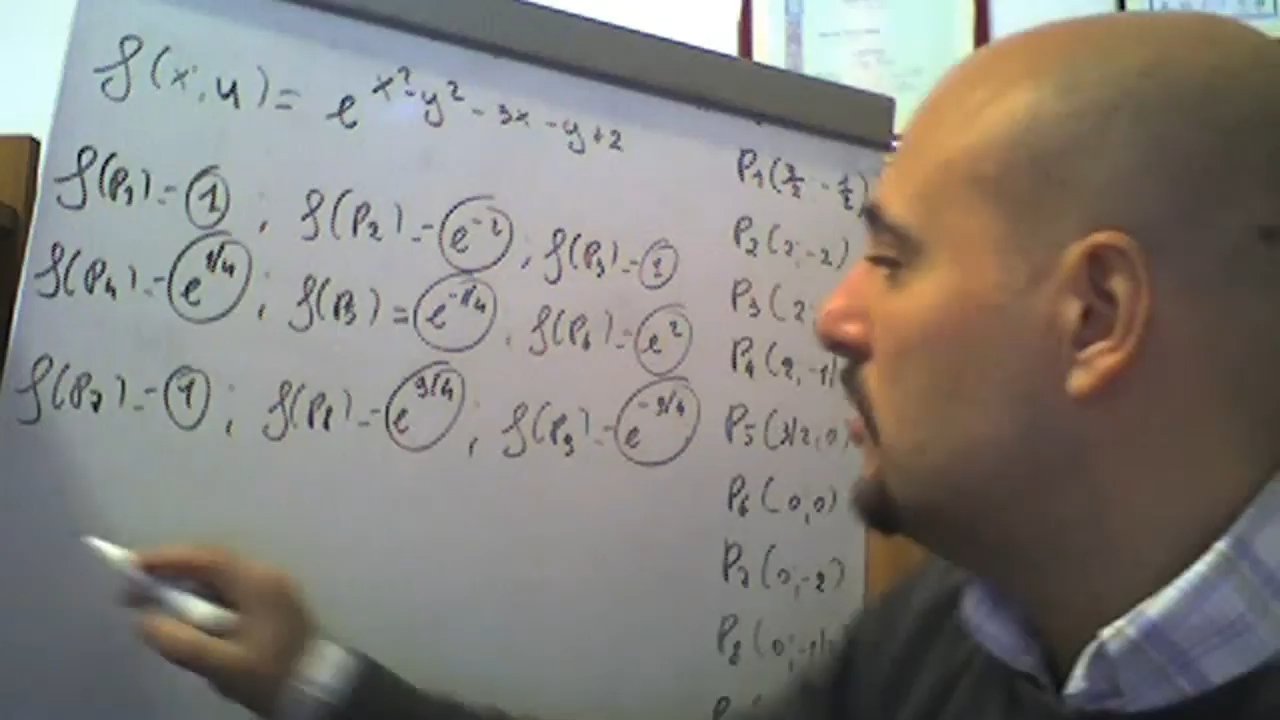 f(x,y) = e^{x²-y²-3x-y+2}
f(P₁) = 1 ; f(P₂) = e^{-2} ; f(P₃) = 1
f(P₄) = e^{1/4} ; f(P₅) = e^{-1/4} ; f(P₆) = e^{2}
f(P₇) = 1 ; f(P₈) = e^{9/4} ; f(P₉) = e^{-9/4}
P₁(3/2, -1/2)
P₂(2,-2)
P₃(2,
P₄(2,-1/
P₅(3/2,0)
P₆(0,0)
P₇(0,-2)
P₈(0,-1/